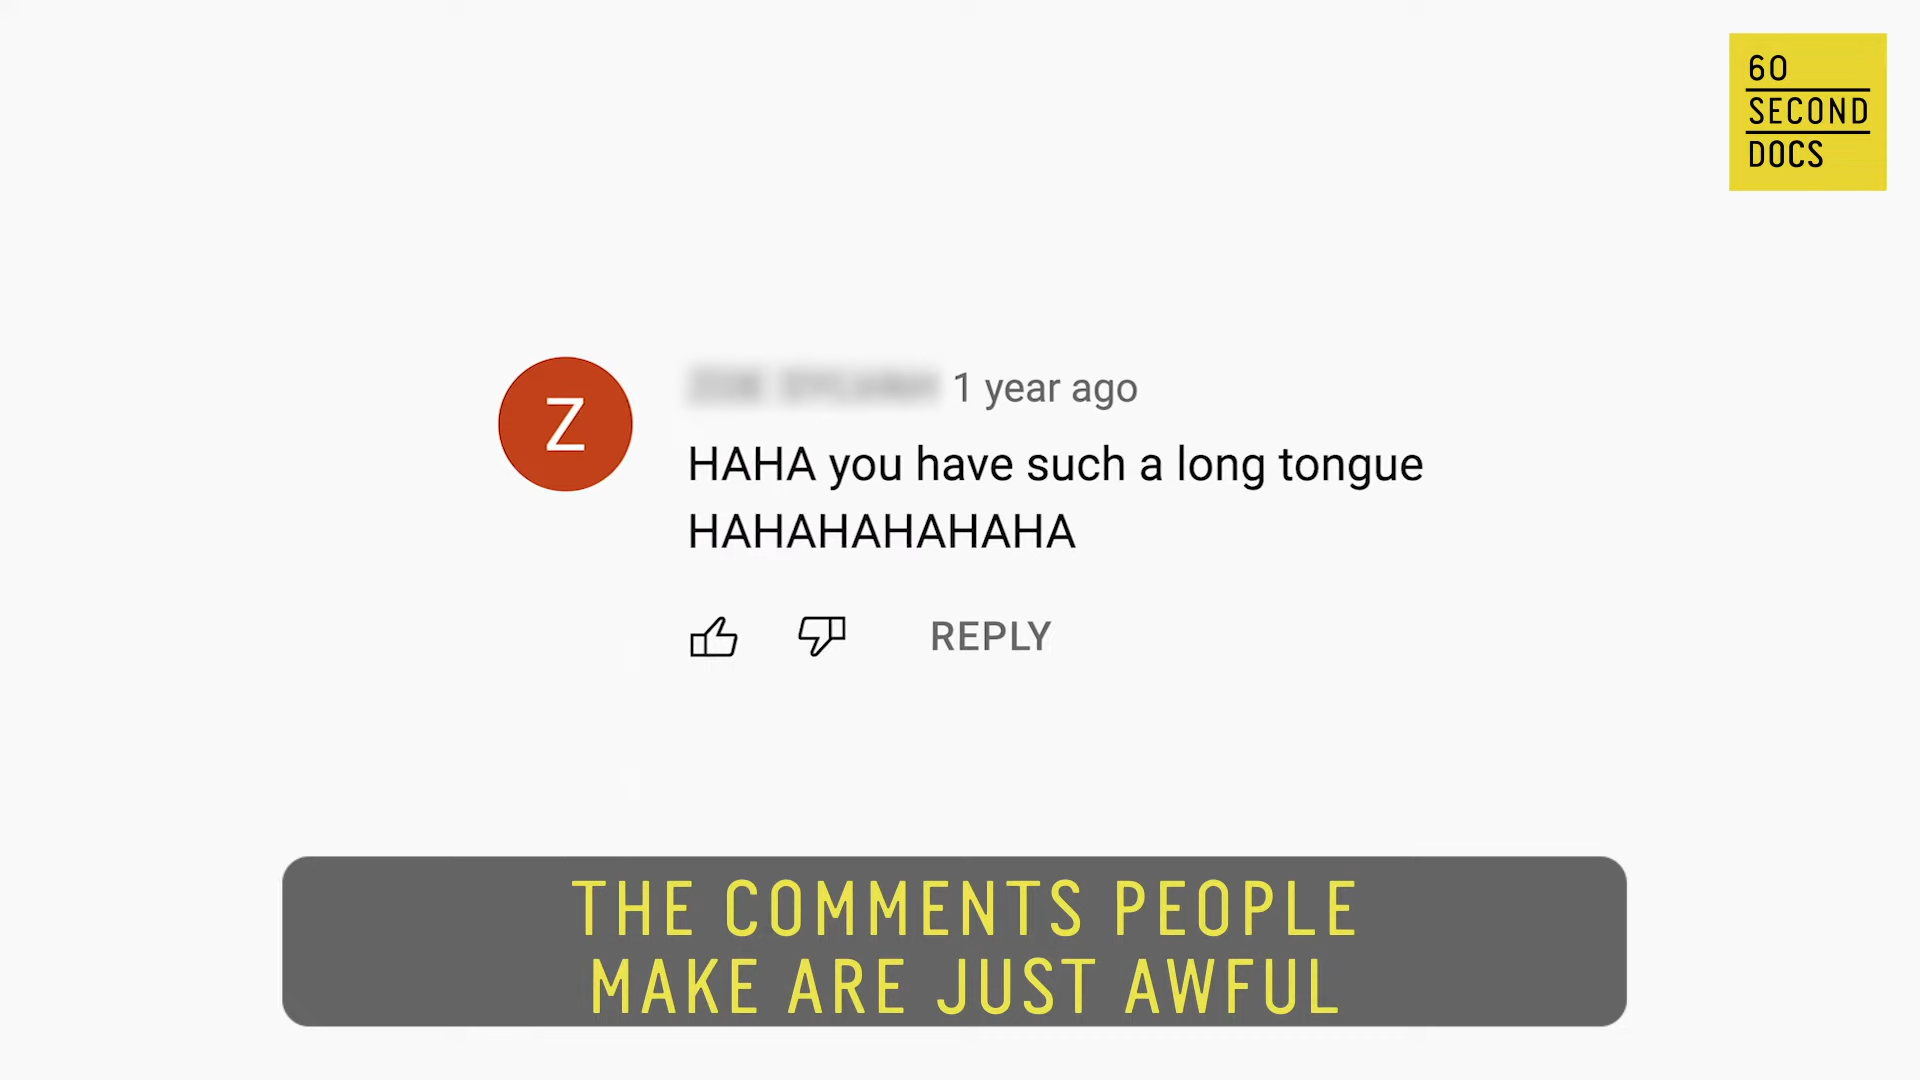 60
SECOND
DOCS
Z
1 year ago
HAHA you have such a long tongue
HAHAHAHAHAHA
REPLY
THE COMMENTS PEOPLE
MAKE ARE JUST AWFUL